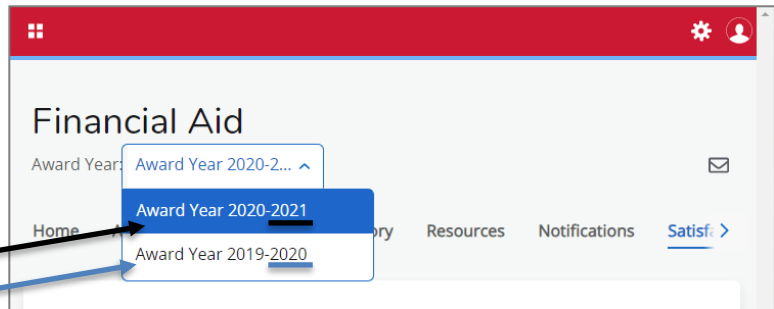 Financial Aid
Award Year: Award Year 2020-2...
Award Year 2020-2021
Home Resources Notifications Satisf
Award Year 2019-2020